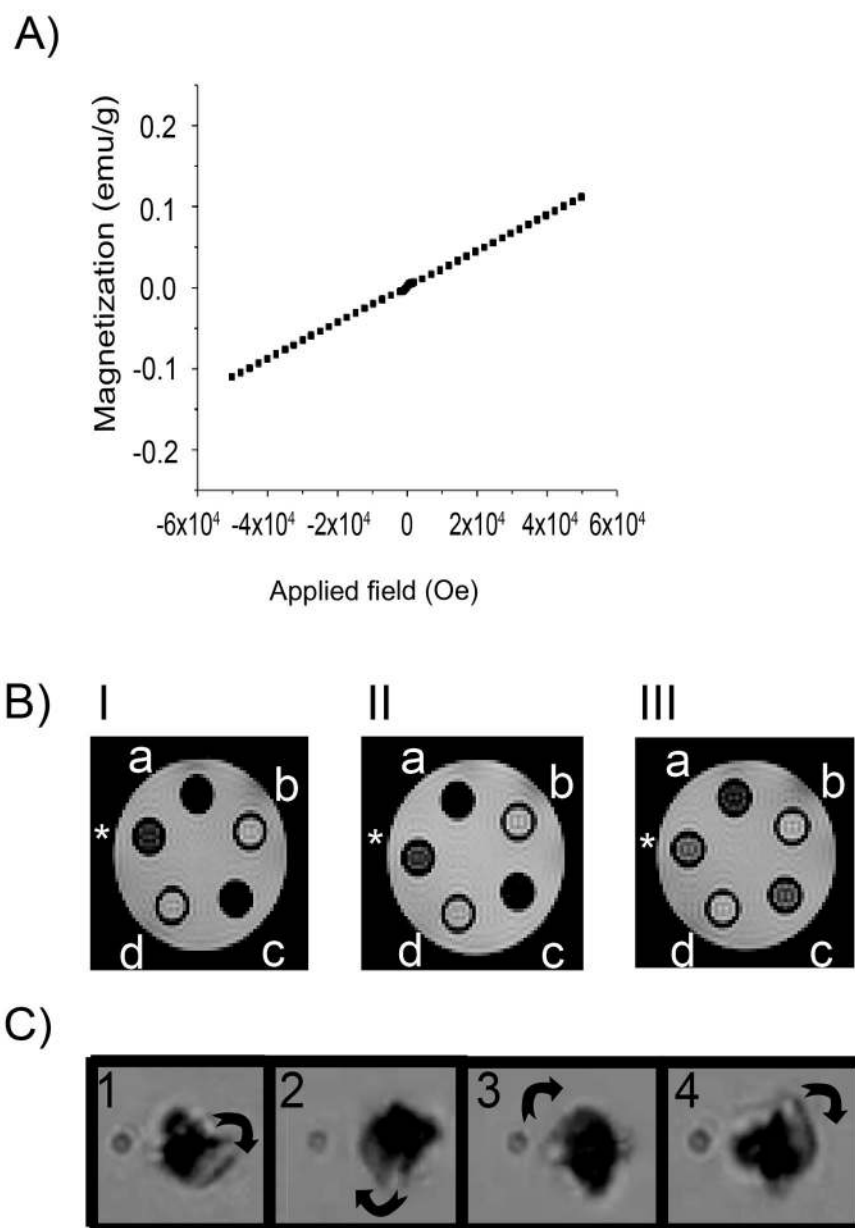 A)
Magnetization (emu/g)
0.2
0.1
0.0
-0.1
-0.2
-6x10⁴ -4x10⁴ -2x10⁴ 0 2x10⁴ 4x10⁴ 6x10⁴
Applied field (Oe)
B) I II III
a b * d c
a b * d c
a b * d c
C)
1 2 3 4